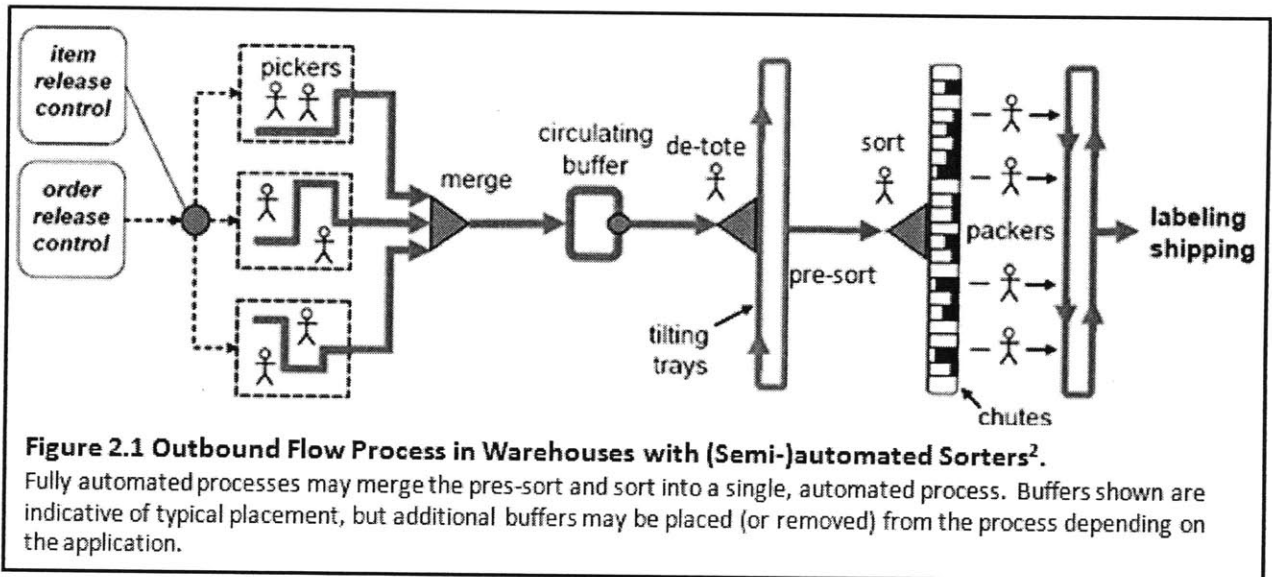 item
release
control
order
release
control
pickers
merge
circulating
buffer
de-tote
tilting
trays
pre-sort
sort
packers
chutes
labeling
shipping
Figure 2.1 Outbound Flow Process in Warehouses with (Semi-)automated Sorters².
Fully automated processes may merge the pres-sort and sort into a single, automated process. Buffers shown are
indicative of typical placement, but additional buffers may be placed (or removed) from the process depending on
the application.